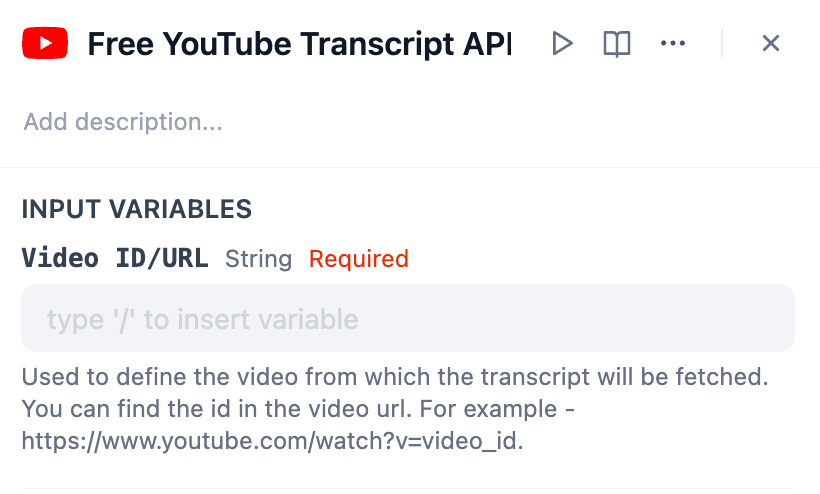 Free YouTube Transcript API
Add description...
INPUT VARIABLES
Video ID/URL String Required
type '/' to insert variable
Used to define the video from which the transcript will be fetched.
You can find the id in the video url. For example -
https://www.youtube.com/watch?v=video_id.